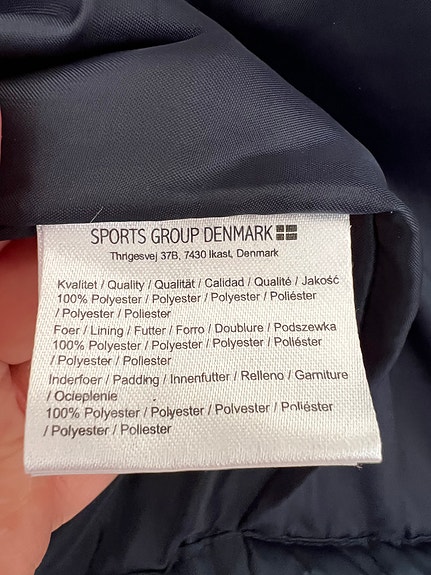 SPORTS GROUP DENMARK
Thrigesvej 37B, 7430 Ikast, Denmark
Kvalitet / Quality / Qualität / Calidad / Qualité / Jakość
100% Polyester / Polyester / Polyester / Poliéster
/ Polyester / Poliester
Foer / Lining / Futter / Forro / Doublure / Podszewka
100% Polyester / Polyester / Polyester / Poliéster
/ Polyester / Poliester
Inderfoer / Padding / Innenfutter / Relleno / Garniture
/ Ocieplenie
100% Polyester / Polyester / Polyester / Poliéster
/ Polyester / Poliester